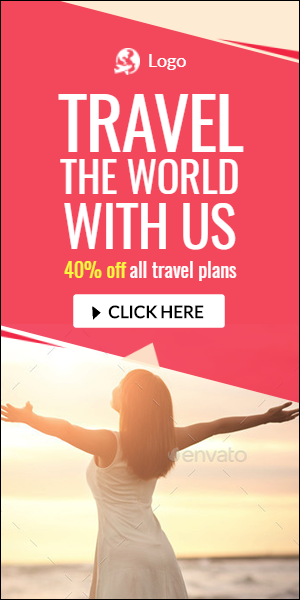 Logo
TRAVEL
THE WORLD
WITH US
40% off all travel plans
CLICK HERE
envato